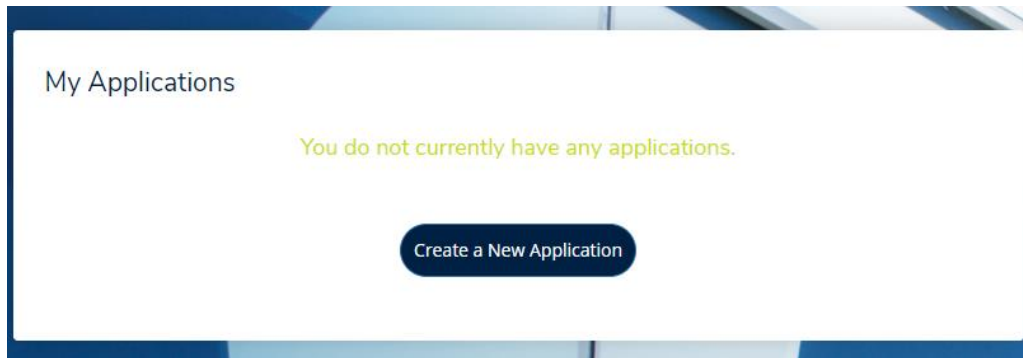 My Applications
You do not currently have any applications.
Create a New Application